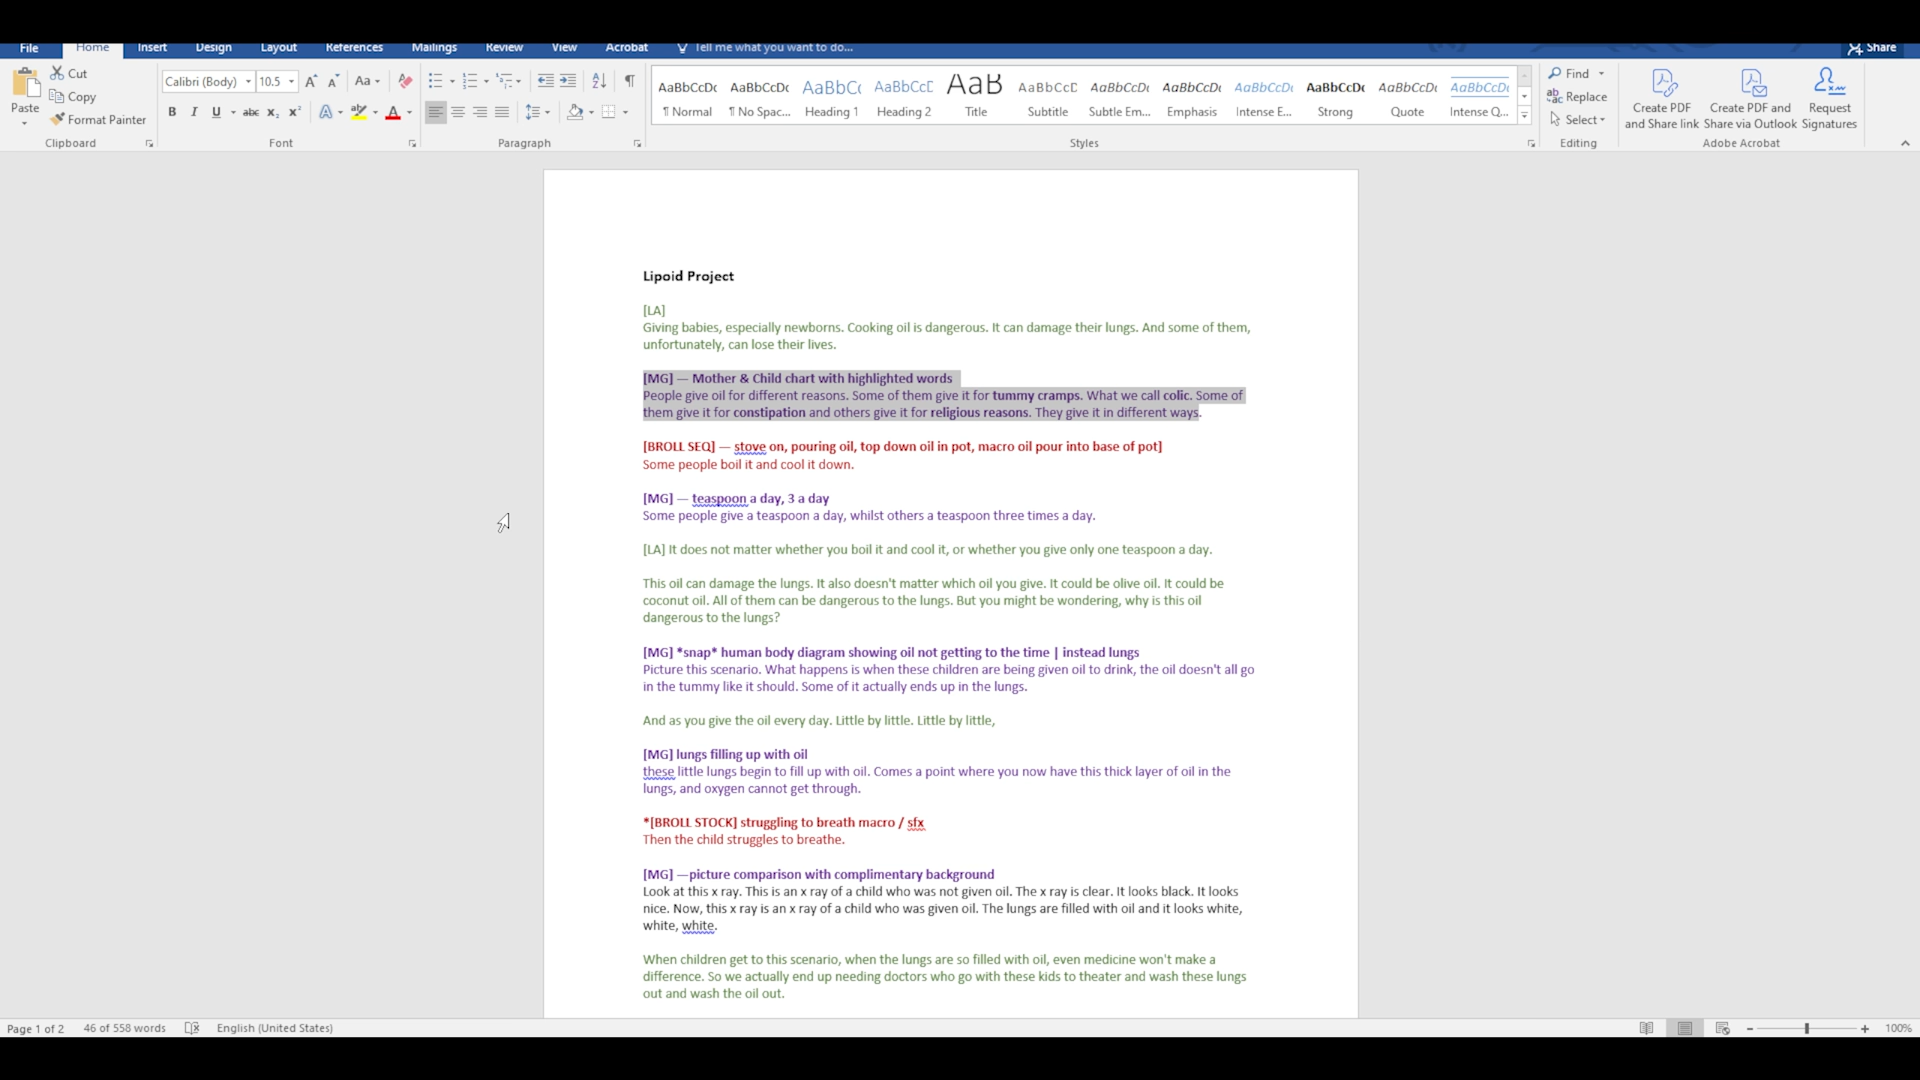 File Home Insert Design Layout References Mailings Review View Acrobat Tell me what you want to do... Share
Paste Cut Copy Format Painter
Clipboard
Calibri (Body) 10.5 Aa
B I U abc X₂ X² A
Font
Paragraph
AaBbCcDc AaBbCcDc AaBbC( AaBbCcD AaB AaBbCcD AaBbCcDc AaBbCcDc AaBbCcDc AaBbCcDc AaBbCcDc AaBbCcDc
¶ Normal ¶ No Spac... Heading 1 Heading 2 Title Subtitle Subtle Em... Emphasis Intense E... Strong Quote Intense Q...
Styles
Find
Replace
Select
Editing
Create PDF and Share link
Create PDF and Share via Outlook
Request Signatures
Adobe Acrobat
Lipoid Project
[LA]
Giving babies, especially newborns. Cooking oil is dangerous. It can damage their lungs. And some of them,
unfortunately, can lose their lives.
[MG] — Mother & Child chart with highlighted words
People give oil for different reasons. Some of them give it for tummy cramps. What we call colic. Some of
them give it for constipation and others give it for religious reasons. They give it in different ways.
[BROLL SEQ] — stove on, pouring oil, top down oil in pot, macro oil pour into base of pot]
Some people boil it and cool it down.
[MG] — teaspoon a day, 3 a day
Some people give a teaspoon a day, whilst others a teaspoon three times a day.
[LA] It does not matter whether you boil it and cool it, or whether you give only one teaspoon a day.
This oil can damage the lungs. It also doesn't matter which oil you give. It could be olive oil. It could be
coconut oil. All of them can be dangerous to the lungs. But you might be wondering, why is this oil
dangerous to the lungs?
[MG] *snap* human body diagram showing oil not getting to the time | instead lungs
Picture this scenario. What happens is when these children are being given oil to drink, the oil doesn't all go
in the tummy like it should. Some of it actually ends up in the lungs.
And as you give the oil every day. Little by little. Little by little,
[MG] lungs filling up with oil
these little lungs begin to fill up with oil. Comes a point where you now have this thick layer of oil in the
lungs, and oxygen cannot get through.
*[BROLL STOCK] struggling to breath macro / sfx
Then the child struggles to breathe.
[MG] —picture comparison with complimentary background
Look at this x ray. This is an x ray of a child who was not given oil. The x ray is clear. It looks black. It looks
nice. Now, this x ray is an x ray of a child who was given oil. The lungs are filled with oil and it looks white,
white, white.
When children get to this scenario, when the lungs are so filled with oil, even medicine won't make a
difference. So we actually end up needing doctors who go with these kids to theater and wash these lungs
out and wash the oil out.
Page 1 of 2 46 of 558 words English (United States) 100%